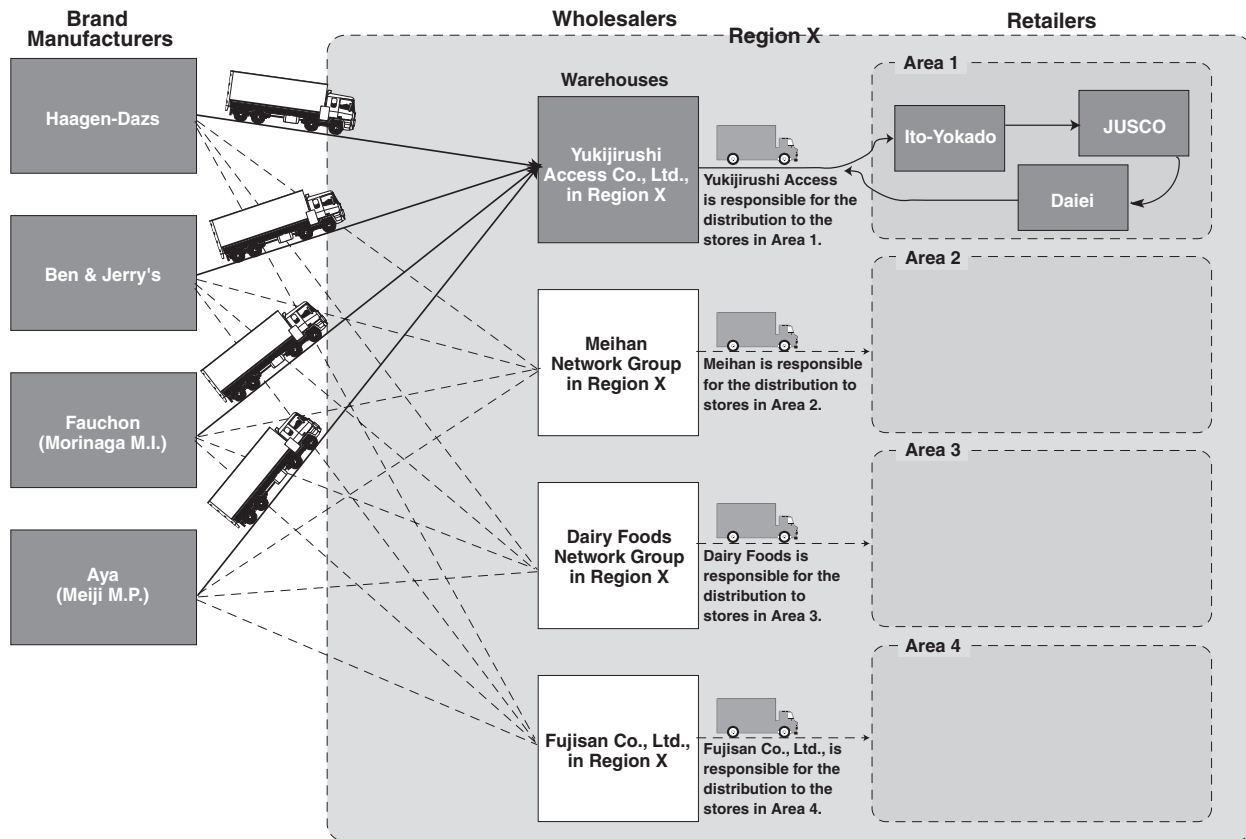 Brand
Manufacturers
Wholesalers
Retailers
Region X
Haagen-Dazs
Ben & Jerry's
Fauchon
(Morinaga M.I.)
Aya
(Meiji M.P.)
Warehouses
Yukijirushi
Access Co., Ltd.,
in Region X
Yukijirushi Access
is responsible for the
distribution to the
stores in Area 1.
Area 1
Ito-Yokado
JUSCO
Daiei
Meihan
Network Group
in Region X
Meihan is responsible
for the distribution to
stores in Area 2.
Area 2
Dairy Foods
Network Group
in Region X
Dairy Foods is
responsible for the
distribution to
stores in Area 3.
Area 3
Fujisan Co., Ltd.,
in Region X
Fujisan Co., Ltd., is
responsible for the
distribution to the
stores in Area 4.
Area 4